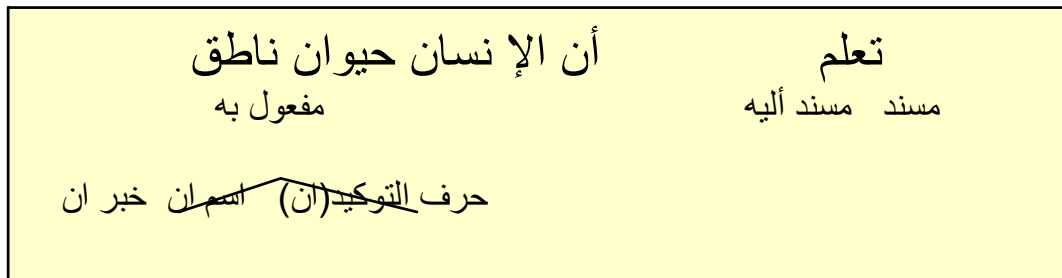 تعلم أن الإ نسان حيوان ناطق
مسند مسند أليه مفعول به
حرف التوكيد(ان) اسم ان خبر ان